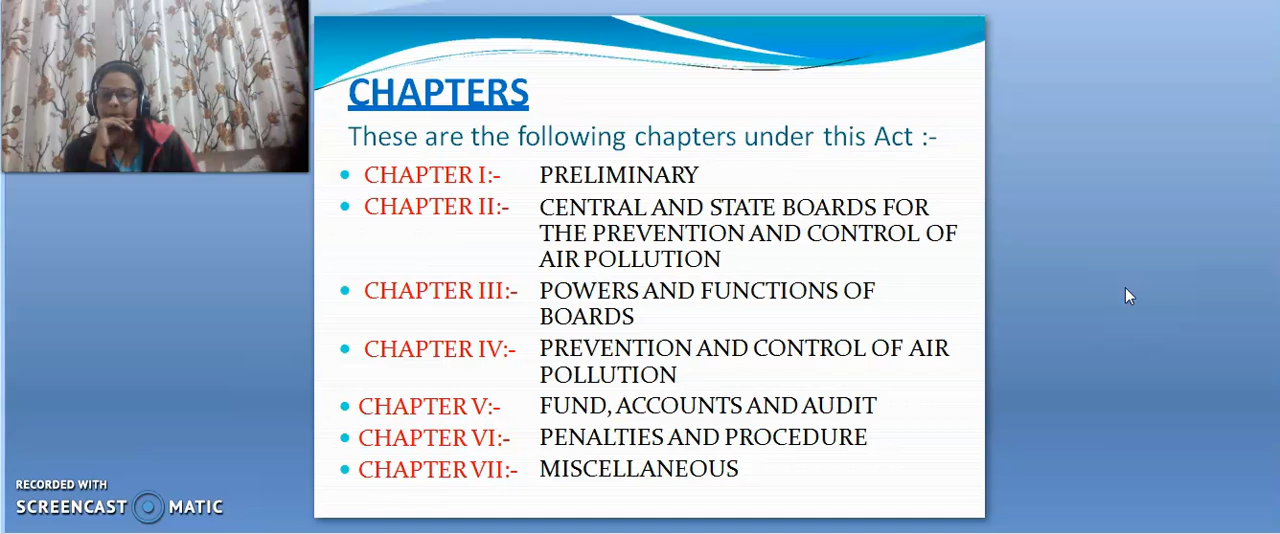 CHAPTERS
These are the following chapters under this Act :-
• CHAPTER I:- PRELIMINARY
• CHAPTER II:- CENTRAL AND STATE BOARDS FOR
THE PREVENTION AND CONTROL OF
AIR POLLUTION
• CHAPTER III:- POWERS AND FUNCTIONS OF
BOARDS
• CHAPTER IV:- PREVENTION AND CONTROL OF AIR
POLLUTION
• CHAPTER V:- FUND, ACCOUNTS AND AUDIT
• CHAPTER VI:- PENALTIES AND PROCEDURE
• CHAPTER VII:- MISCELLANEOUS
RECORDED WITH
SCREENCAST MATIC